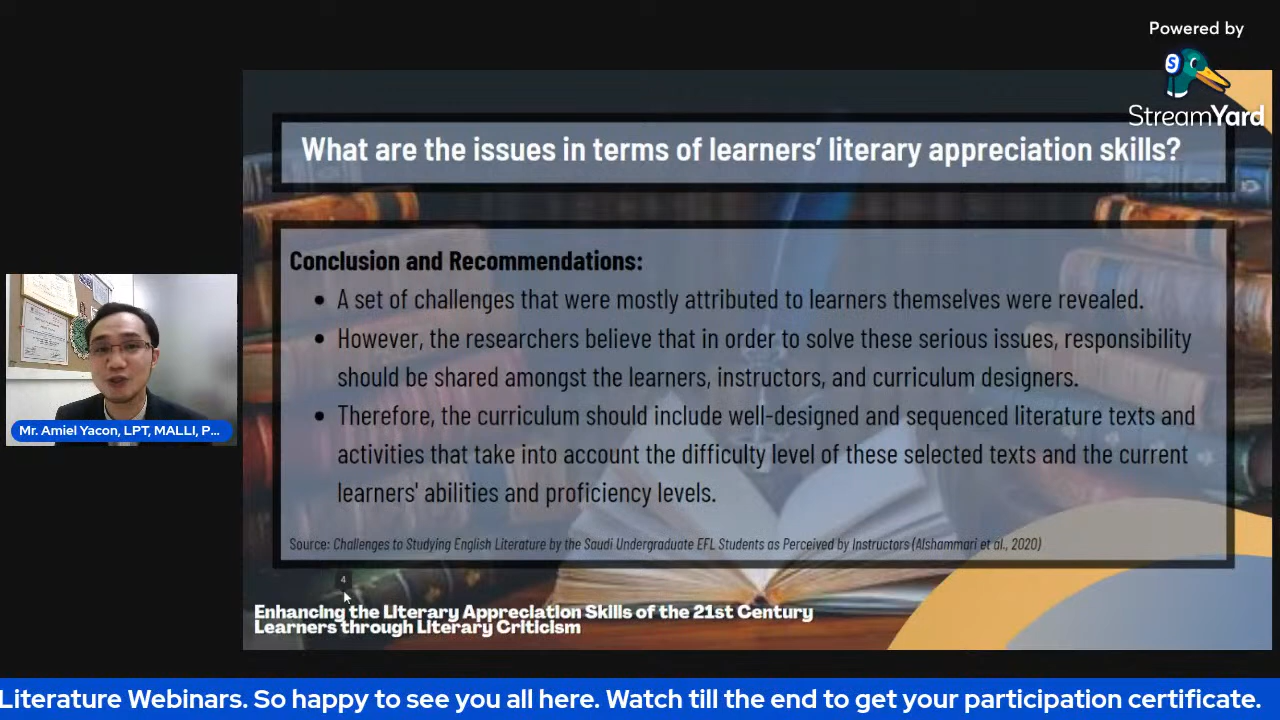 Powered by
StreamYard
What are the issues in terms of learners’ literary appreciation skills?
Conclusion and Recommendations:
• A set of challenges that were mostly attributed to learners themselves were revealed.
• However, the researchers believe that in order to solve these serious issues, responsibility
should be shared amongst the learners, instructors, and curriculum designers.
• Therefore, the curriculum should include well-designed and sequenced literature texts and
activities that take into account the difficulty level of these selected texts and the current
learners' abilities and proficiency levels.
Source: Challenges to Studying English Literature by the Saudi Undergraduate EFL Students as Perceived by Instructors (Alshammari et al., 2020)
Mr. Amiel Yacon, LPT, MALLI, P...
4
Enhancing the Literary Appreciation Skills of the 21st Century
Learners through Literary Criticism
Literature Webinars. So happy to see you all here. Watch till the end to get your participation certificate.